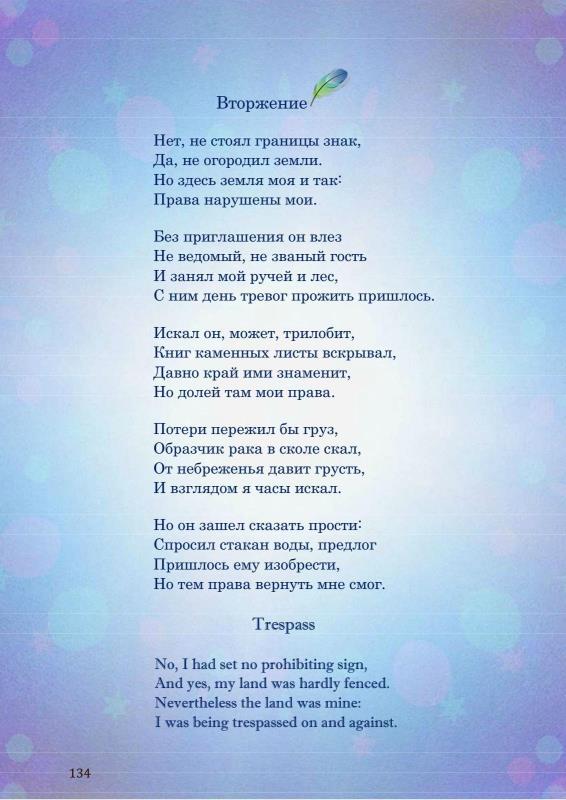 Вторжение
Нет, не стоял границы знак,
Да, не огородил земли.
Но здесь земля моя и так:
Права нарушены мои.
Без приглашения он влез
Не ведомый, не званый гость
И занял мой ручей и лес,
С ним день тревог прожить пришлось.
Искал он, может, трилобит,
Книг каменных листы вскрывал,
Давно край ими знаменит,
Но долей там мои права.
Потери пережил бы груз,
Образчик рака в сколе скал,
От небреженья давит грусть,
И взглядом я часы искал.
Но он зашел сказать прости:
Спросил стакан воды, предлог
Пришлось ему изобрести,
Но тем права вернуть мне смог.
Trespass
No, I had set no prohibiting sign,
And yes, my land was hardly fenced.
Nevertheless the land was mine:
I was being trespassed on and against.
134